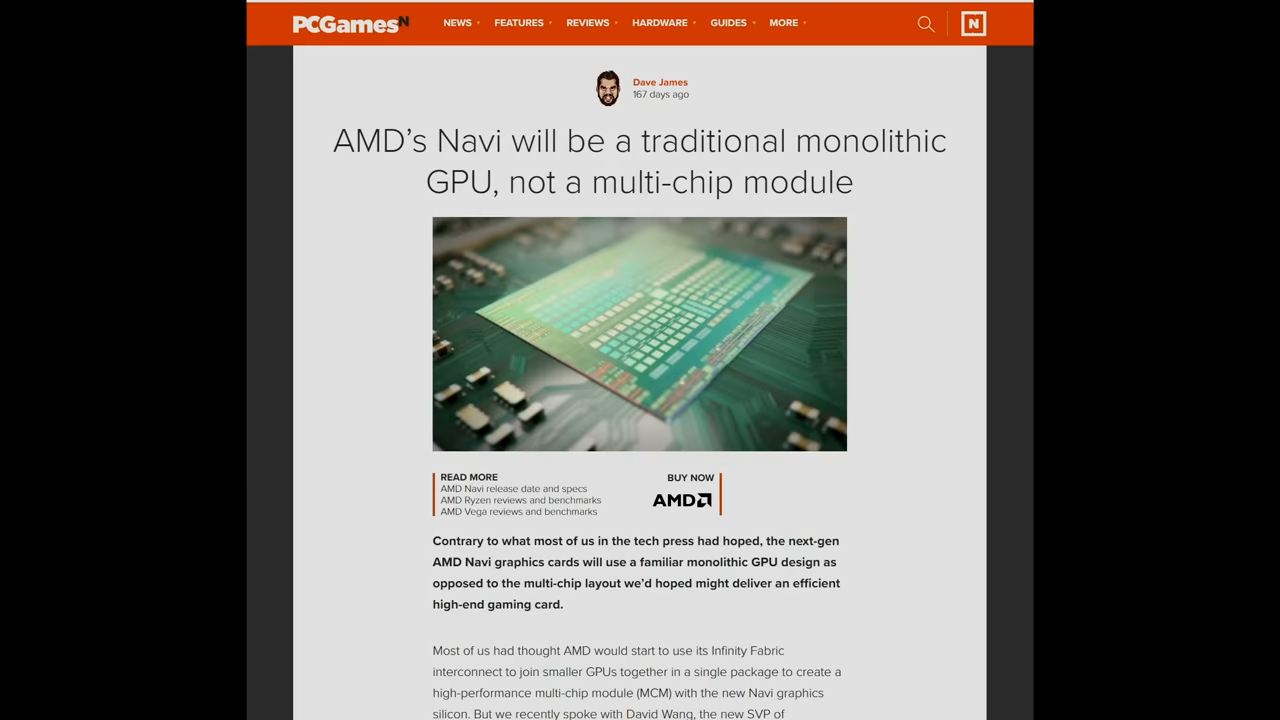 PCGamesN
NEWS FEATURES REVIEWS HARDWARE GUIDES MORE
N
Dave James
167 days ago
AMD’s Navi will be a traditional monolithic
GPU, not a multi-chip module
READ MORE
AMD Navi release date and specs
AMD Ryzen reviews and benchmarks
AMD Vega reviews and benchmarks
BUY NOW
AMD
Contrary to what most of us in the tech press had hoped, the next-gen
AMD Navi graphics cards will use a familiar monolithic GPU design as
opposed to the multi-chip layout we’d hoped might deliver an efficient
high-end gaming card.
Most of us had thought AMD would start to use its Infinity Fabric
interconnect to join smaller GPUs together in a single package to create a
high-performance multi-chip module (MCM) with the new Navi graphics
silicon. But we recently spoke with David Wang, the new SVP of